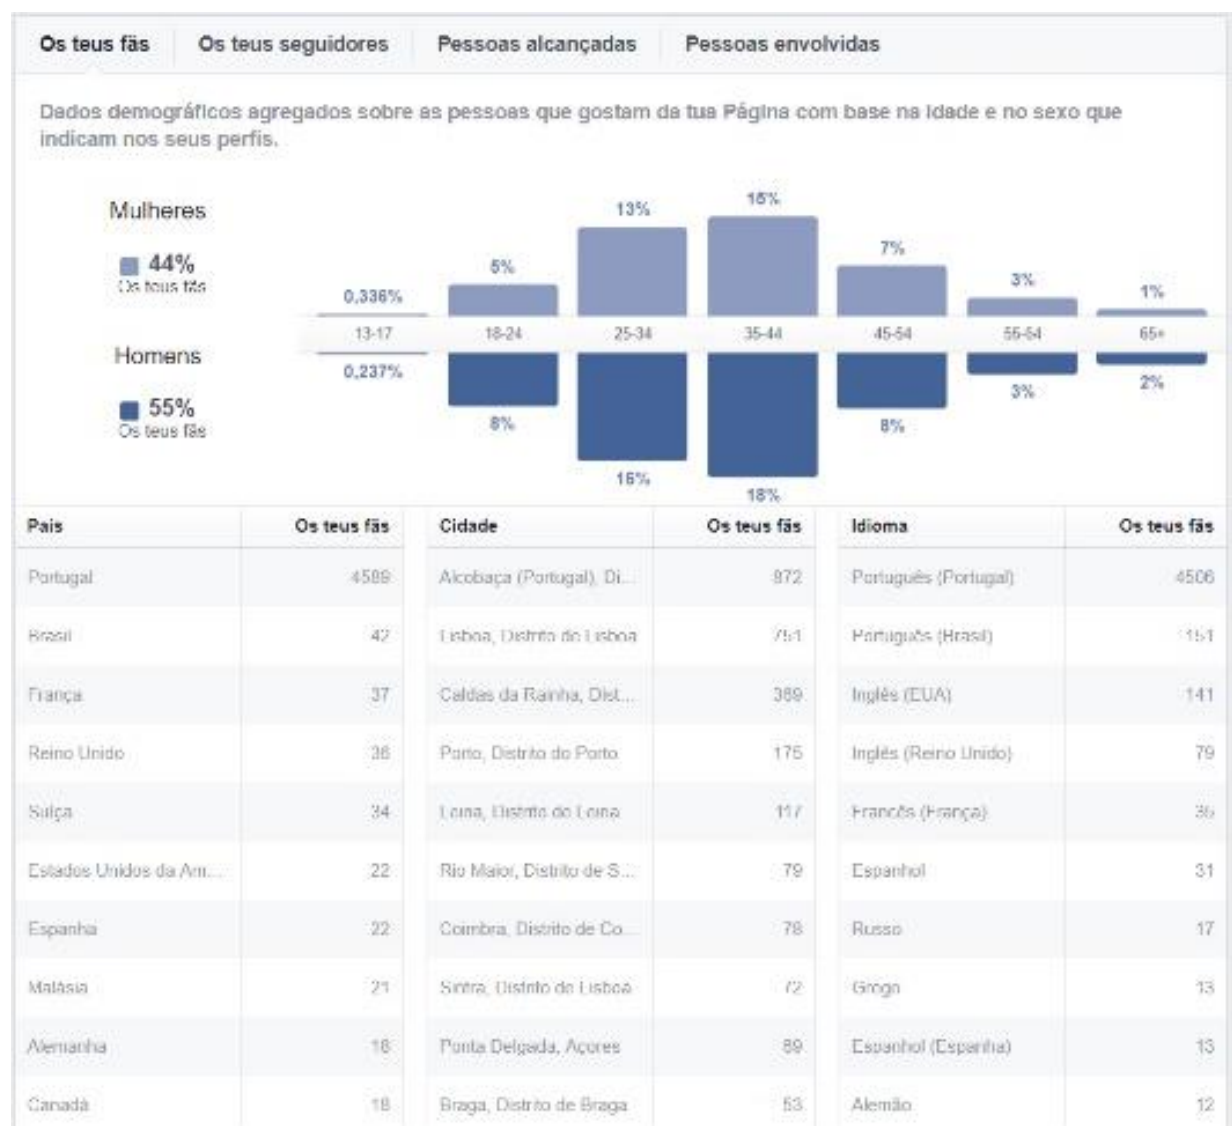 Os teus fãs Os teus seguidores Pessoas alcançadas Pessoas envolvidas
Dados demográficos agregados sobre as pessoas que gostam da tua Página com base na idade e no sexo que
indicam nos seus perfis.
Mulheres
44%
Os teus fãs
0,336% 5% 13% 15% 7% 3% 1%
13-17 18-24 25-34 35-44 45-54 55-64 65+
Homens
55%
Os teus fãs
0,237% 8% 16% 18% 8% 3% 2%
País Os teus fãs Cidade Os teus fãs Idioma Os teus fãs
Portugal 4589 Alcobaça (Portugal), Di... 972 Português (Portugal) 4506
Brasil 42 Lisboa, Distrito de Lisboa 751 Português (Brasil) 151
França 37 Caldas da Rainha, Dist... 369 Inglês (EUA) 141
Reino Unido 36 Porto, Distrito do Porto 175 Inglês (Reino Unido) 79
Suíça 34 Leiria, Distrito de Leiria 117 Francês (França) 35
Estados Unidos da Am... 22 Rio Maior, Distrito de S... 79 Espanhol 31
Espanha 22 Coimbra, Distrito de Co... 78 Russo 17
Malásia 21 Sintra, Distrito de Lisboa 72 Grego 13
Alemanha 18 Ponta Delgada, Açores Espanhol (Espanha) 13
Canadá 18 Braga, Distrito de Braga 53 Alemão 12